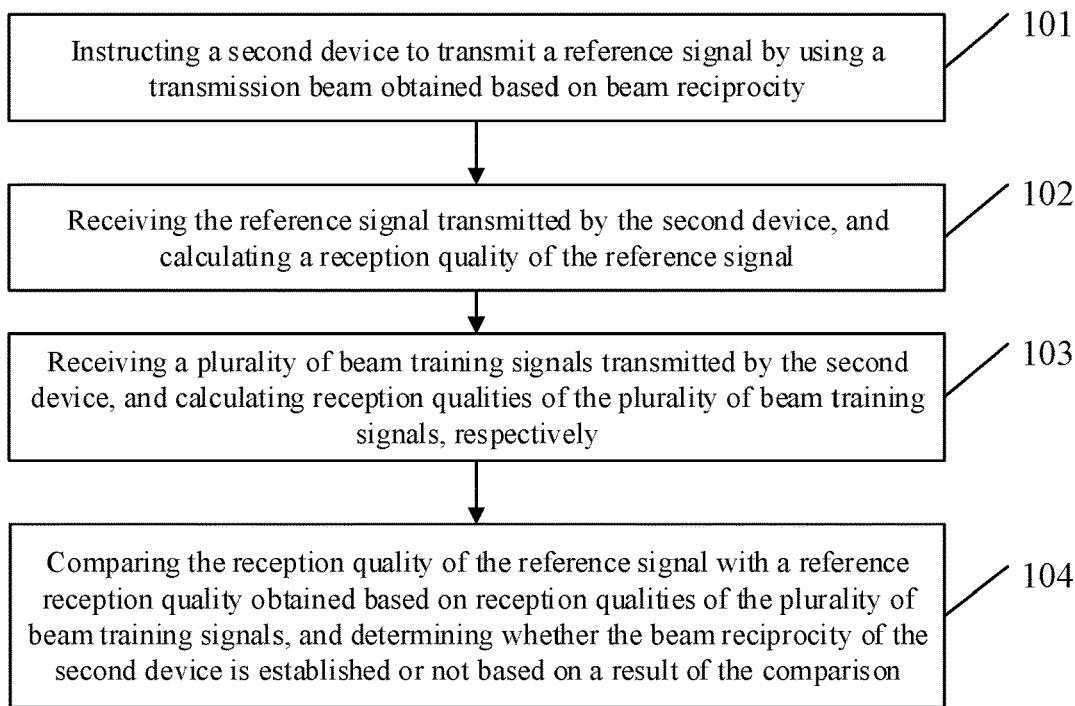 101
Instructing a second device to transmit a reference signal by using a
transmission beam obtained based on beam reciprocity
102
Receiving the reference signal transmitted by the second device, and
calculating a reception quality of the reference signal
103
Receiving a plurality of beam training signals transmitted by the second
device, and calculating reception qualities of the plurality of beam training
signals, respectively
104
Comparing the reception quality of the reference signal with a reference
reception quality obtained based on reception qualities of the plurality of
beam training signals, and determining whether the beam reciprocity of the
second device is established or not based on a result of the comparison